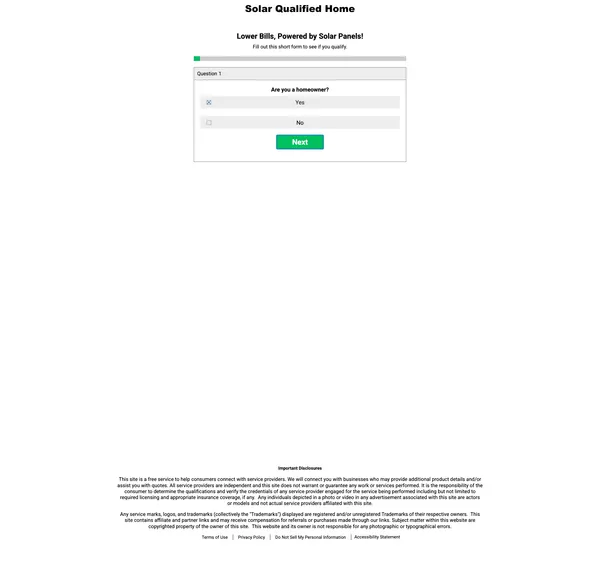 Solar Qualified Home
Lower Bills, Powered by Solar Panels!
Fill out this short form to see if you qualify.
Question 1
Are you a homeowner?
Yes
No
Next
Important Disclosures
This site is a free service to help consumers connect with service providers. We will connect you with businesses who may provide additional product details and/or
assist you with quotes. All service providers are independent and this site does not warrant or guarantee any work or services performed. It is the responsibility of the
consumer to determine the qualifications and verify the credentials of any service provider engaged for the service being performed including but not limited to
required licensing and appropriate insurance coverage, if any. Any individuals depicted in a photo or video in any advertisement associated with this site are actors
or models and not actual service providers affiliated with this site.
Any service marks, logos, and trademarks (collectively the "Trademarks") displayed are registered and/or unregistered Trademarks of their respective owners. This
site contains affiliate and partner links and may receive compensation for referrals or purchases made through our links. Subject matter within this website are
copyrighted property of the owner of this site. This website and its owner is not responsible for any photographic or typographical errors.
Terms of Use | Privacy Policy | Do Not Sell My Personal Information | Accessibility Statement